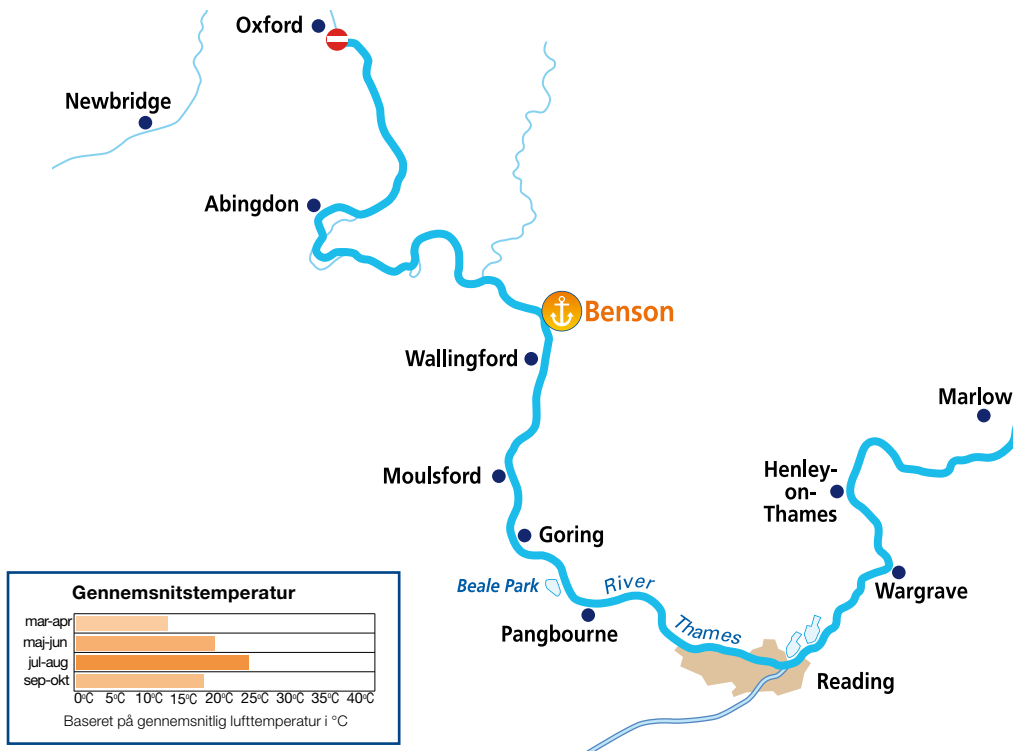 Oxford
Newbridge
Abingdon
Benson
Wallingford
Marlow
Moulsford
Henley-
on-
Thames
Goring
Beale Park
River
Thames
Wargrave
Pangbourne
Reading
Gennemsnitstemperatur
mar-apr
maj-jun
jul-aug
sep-okt
0°C 5°C 10°C 15°C 20°C 25°C 30°C 35°C 40°C
Baseret på gennemsnitlig lufttemperatur i °C